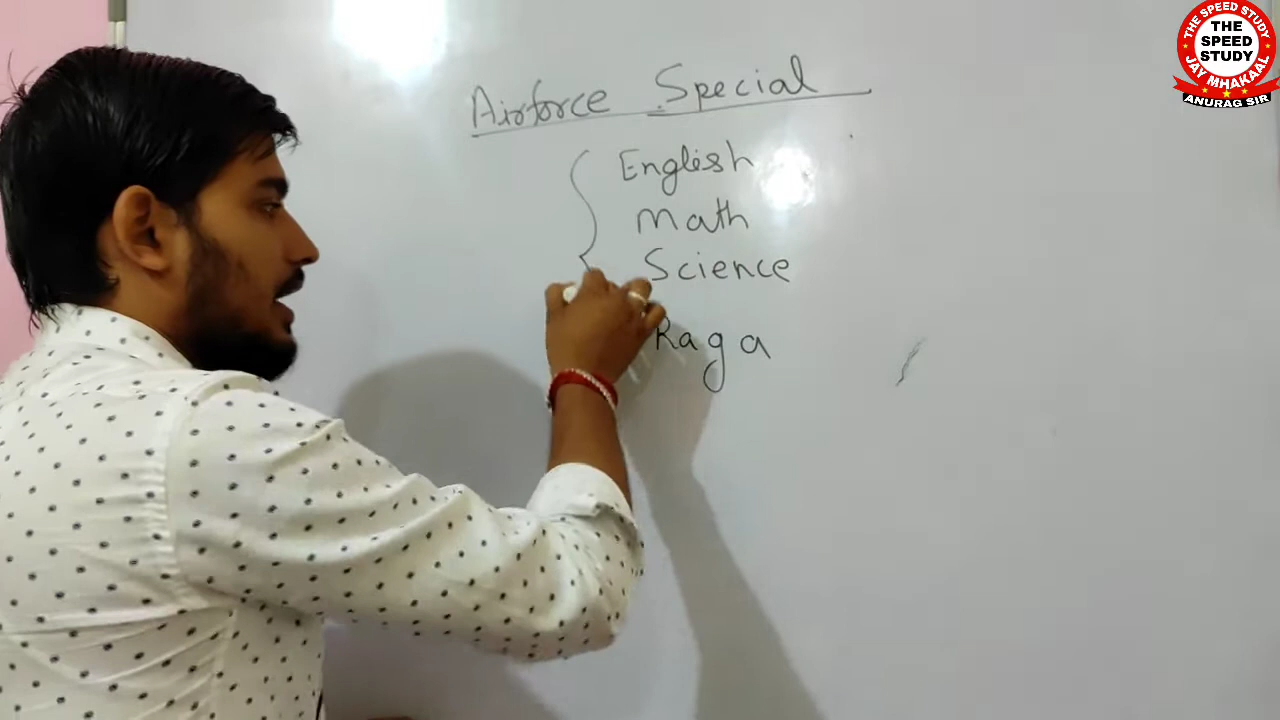 Airforce Special
English
Math
Science
Raga
THE SPEED STUDY
THE
SPEED
STUDY
JAY MHAKAAL
ANURAG SIR